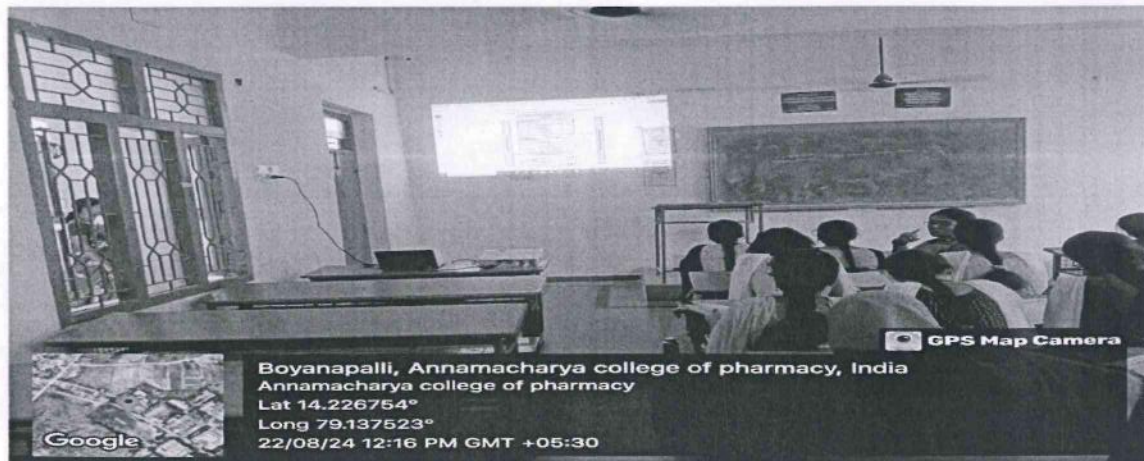 GPS Map Camera
Boyanapalli, Annamacharya college of pharmacy, India
Annamacharya college of pharmacy
Lat 14.226754°
Long 79.137523°
22/08/24 12:16 PM GMT +05:30
Google